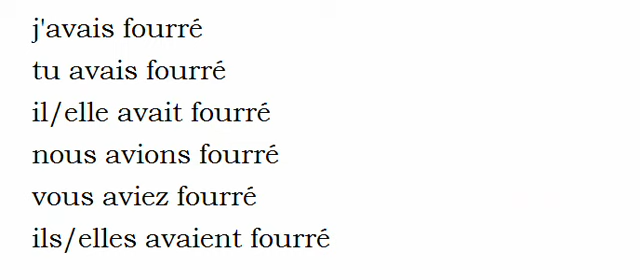 j'avais fourré
tu avais fourré
il/elle avait fourré
nous avions fourré
vous aviez fourré
ils/elles avaient fourré